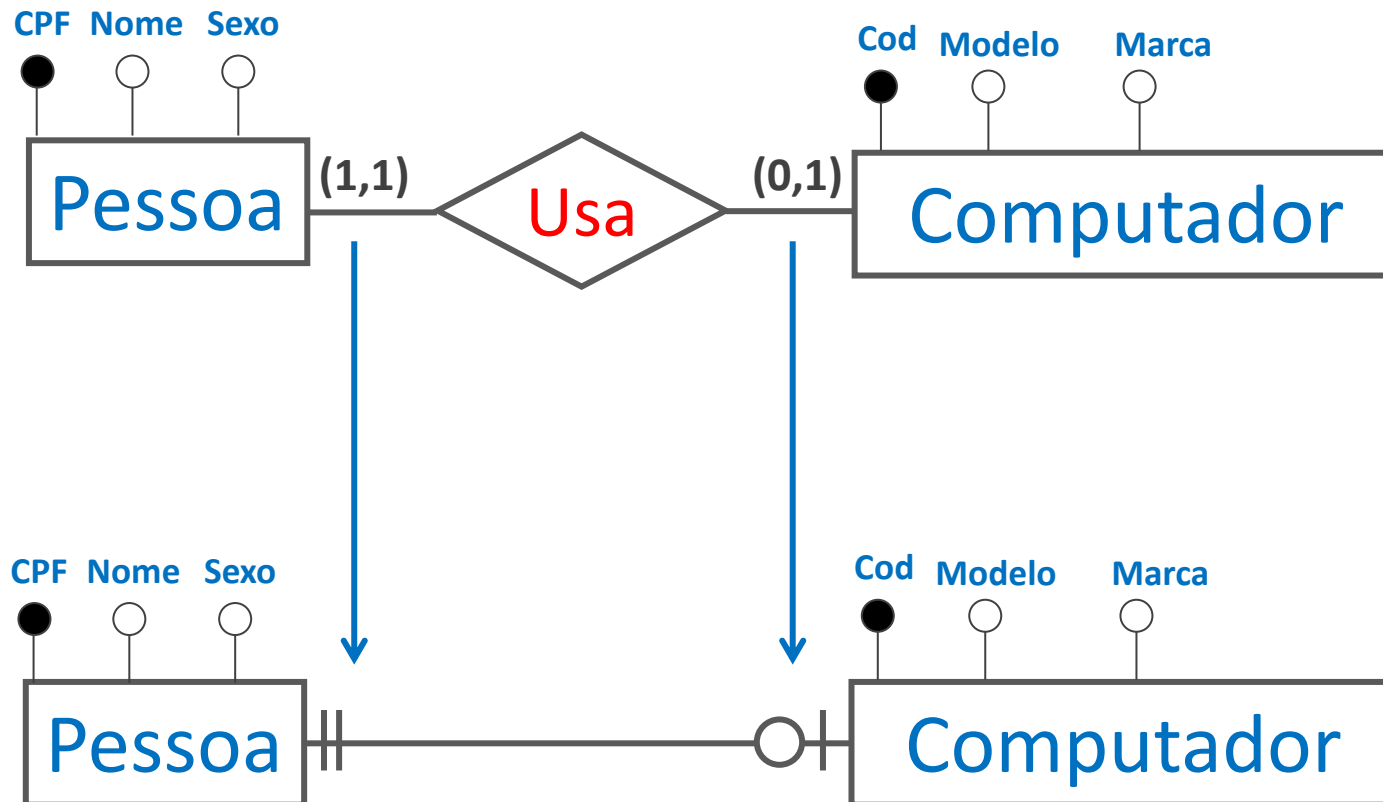 CPF Nome Sexo
Cod Modelo Marca
Pessoa (1,1) Usa (0,1) Computador
CPF Nome Sexo
Cod Modelo Marca
Pessoa Computador